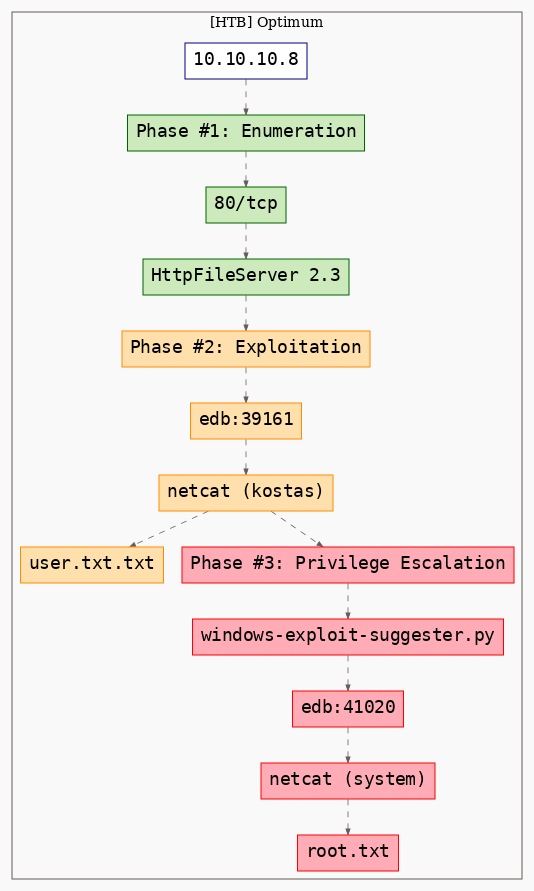 [HTB] Optimum
10.10.10.8
Phase #1: Enumeration
80/tcp
HttpFileServer 2.3
Phase #2: Exploitation
edb:39161
netcat (kostas)
user.txt.txt
Phase #3: Privilege Escalation
windows-exploit-suggester.py
edb:41020
netcat (system)
root.txt